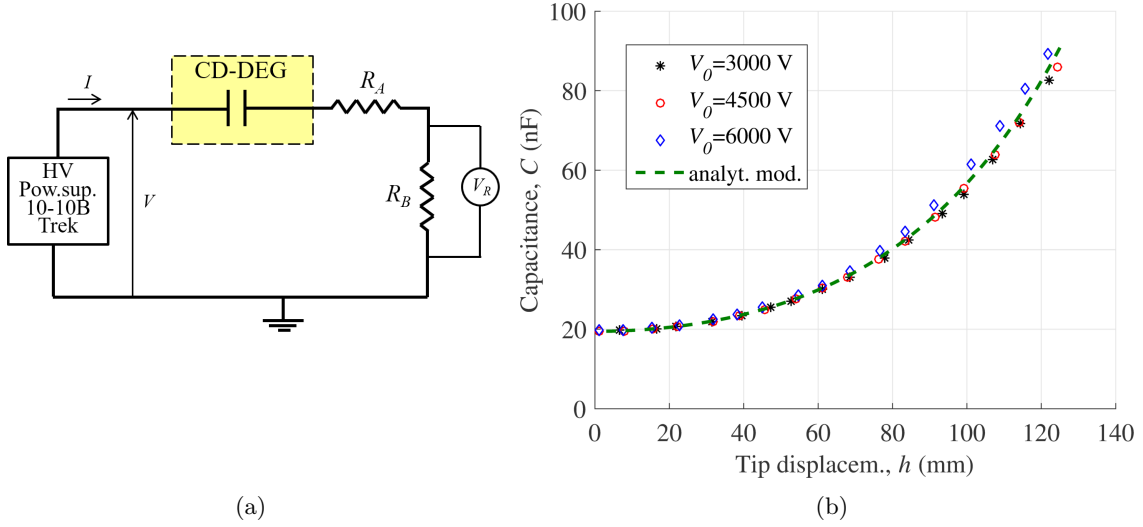 CD-DEG
I
R_A
HV
Pow.sup.
10-10B
Trek
V
R_B
V_R
(a)
100
80
60
40
20
0
Capacitance, C (nF)
V_0=3000 V
V_0=4500 V
V_0=6000 V
analyt. mod.
0 20 40 60 80 100 120 140
Tip displacem., h (mm)
(b)